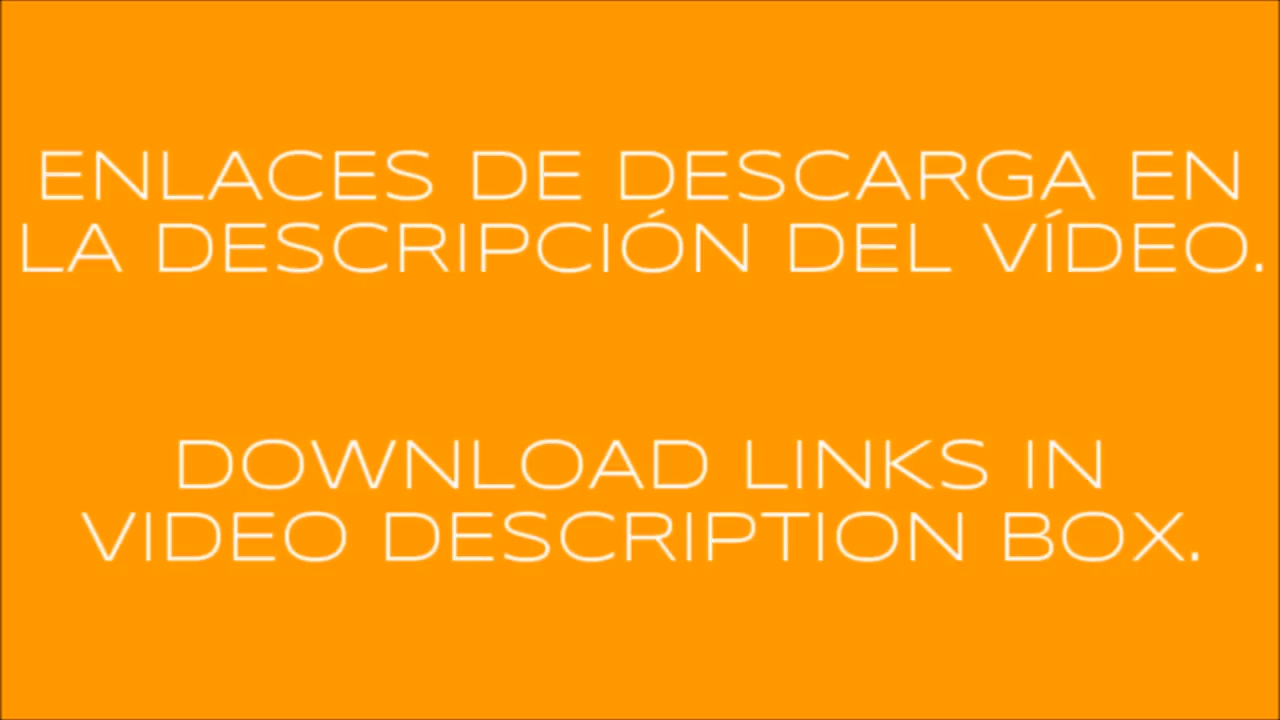 ENLACES DE DESCARGA EN
LA DESCRIPCIÓN DEL VÍDEO.
DOWNLOAD LINKS IN
VIDEO DESCRIPTION BOX.